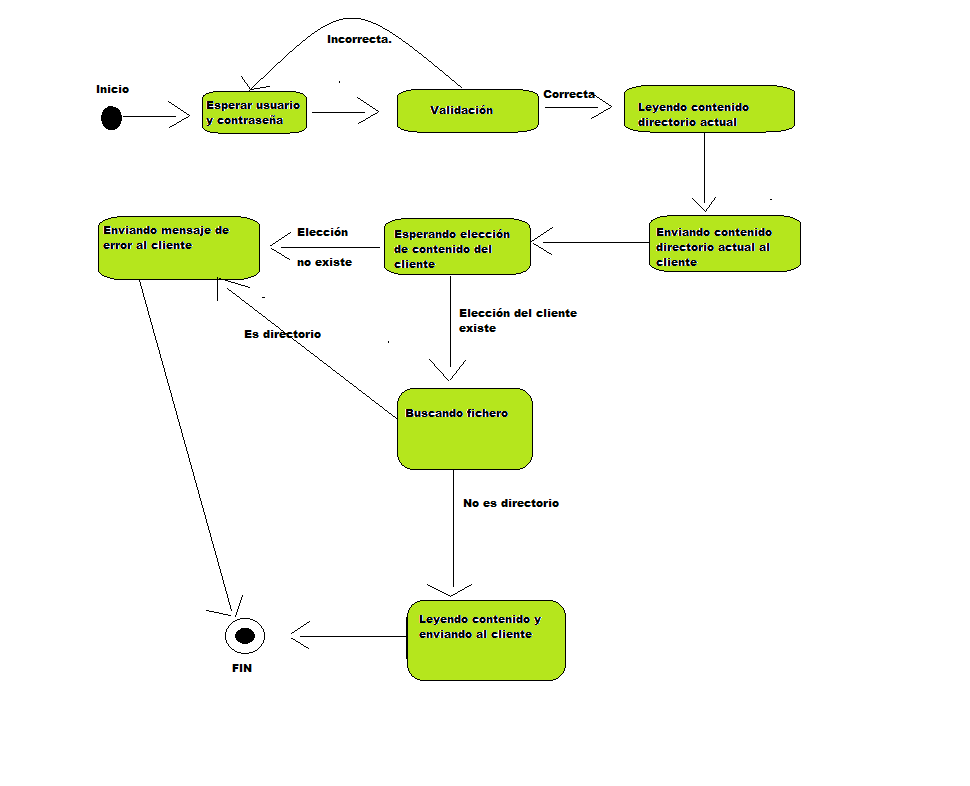 Incorrecta.
Inicio
Esperar usuario
y contraseña
Validación
Correcta
Leyendo contenido
directorio actual
Enviando mensaje de
error al cliente
Elección
no existe
Esperando elección
de contenido del
cliente
Enviando contenido
directorio actual al
cliente
Elección del cliente
existe
Es directorio
Buscando fichero
No es directorio
Leyendo contenido y
enviando al cliente
FIN